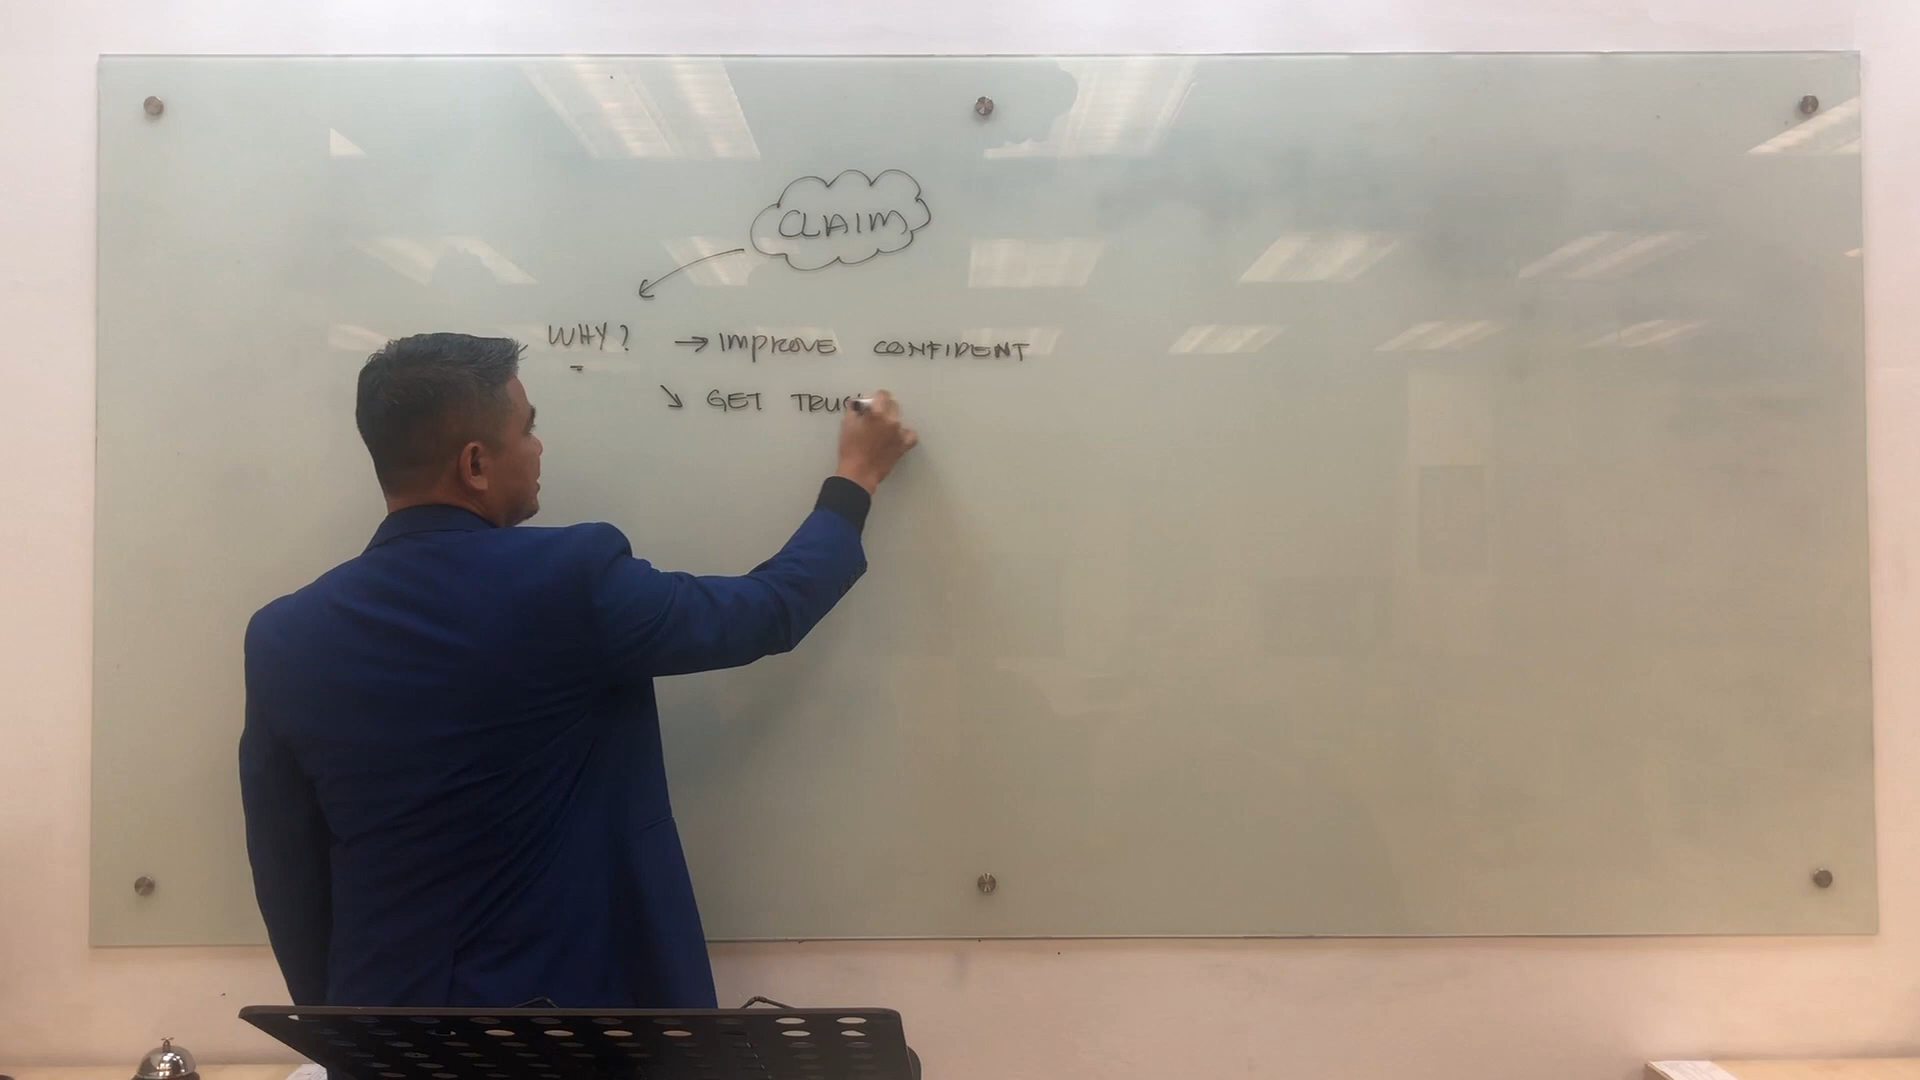 CLAIM
WHY? → IMPROVE CONFIDENT
↘ GET